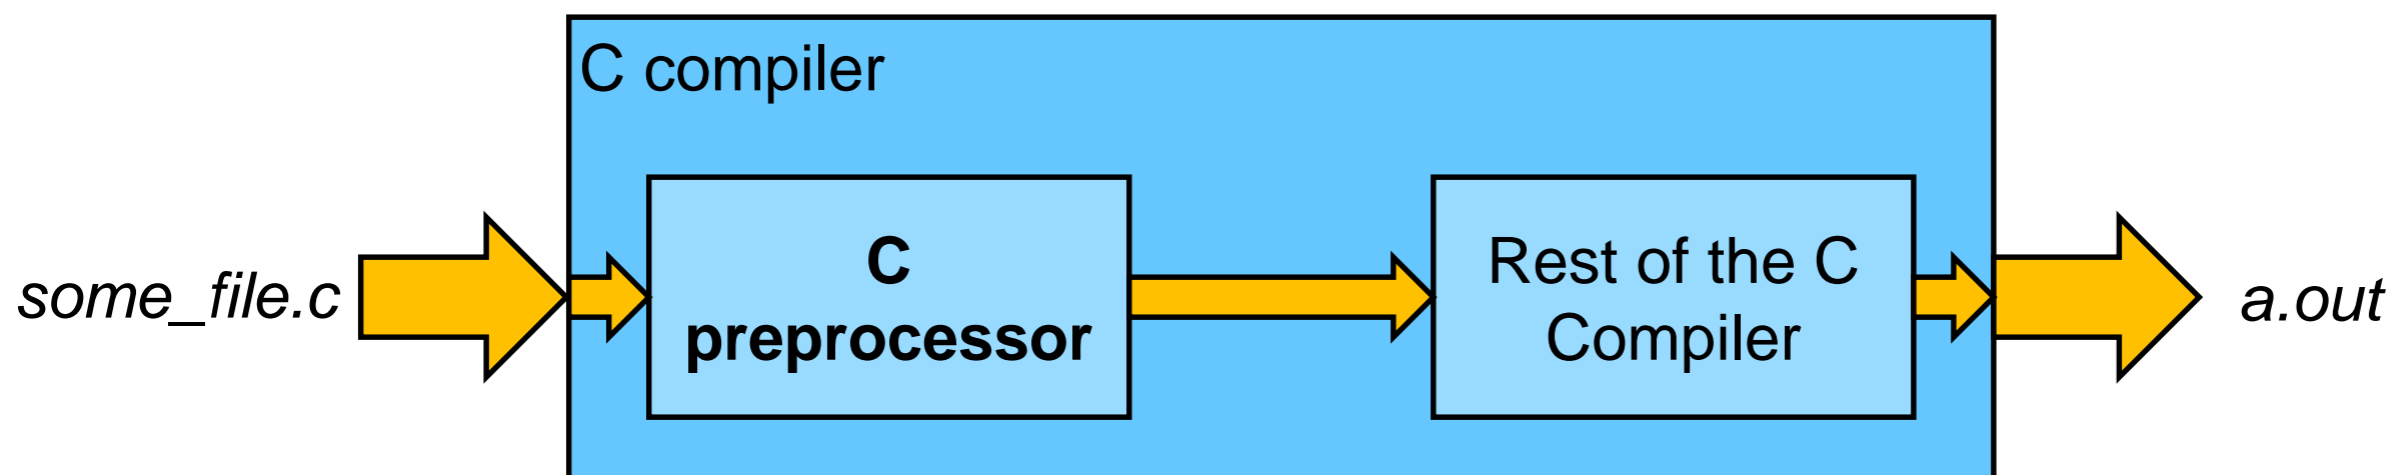 C compiler
some_file.c
C
preprocessor
Rest of the C
Compiler
a.out